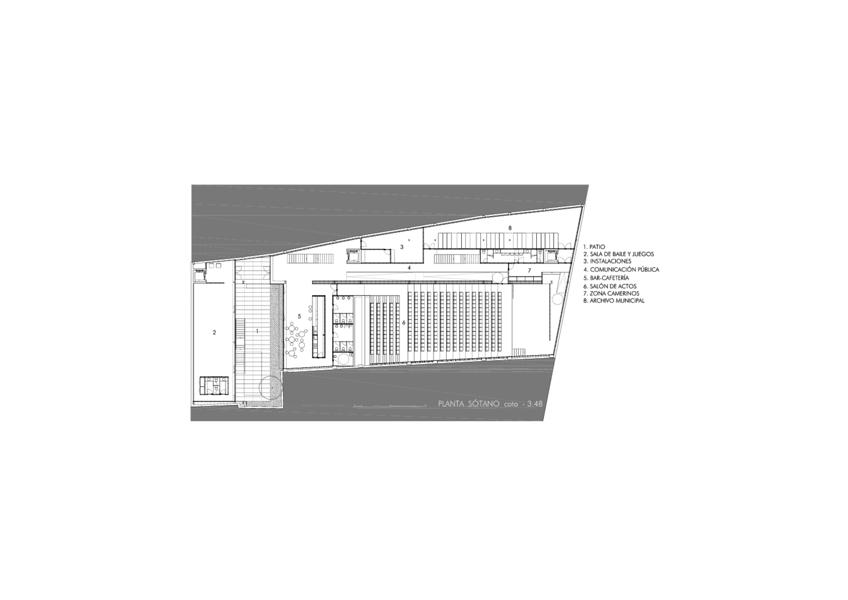 8
3
4
7
5
6
2
1
1. PATIO
2. SALA DE BAILE Y JUEGOS
3. INSTALACIONES
4. COMUNICACIÓN PÚBLICA
5. BAR-CAFETERÍA
6. SALÓN DE ACTOS
7. ZONA CAMERINOS
8. ARCHIVO MUNICIPAL
PLANTA SÓTANO cota - 3.48